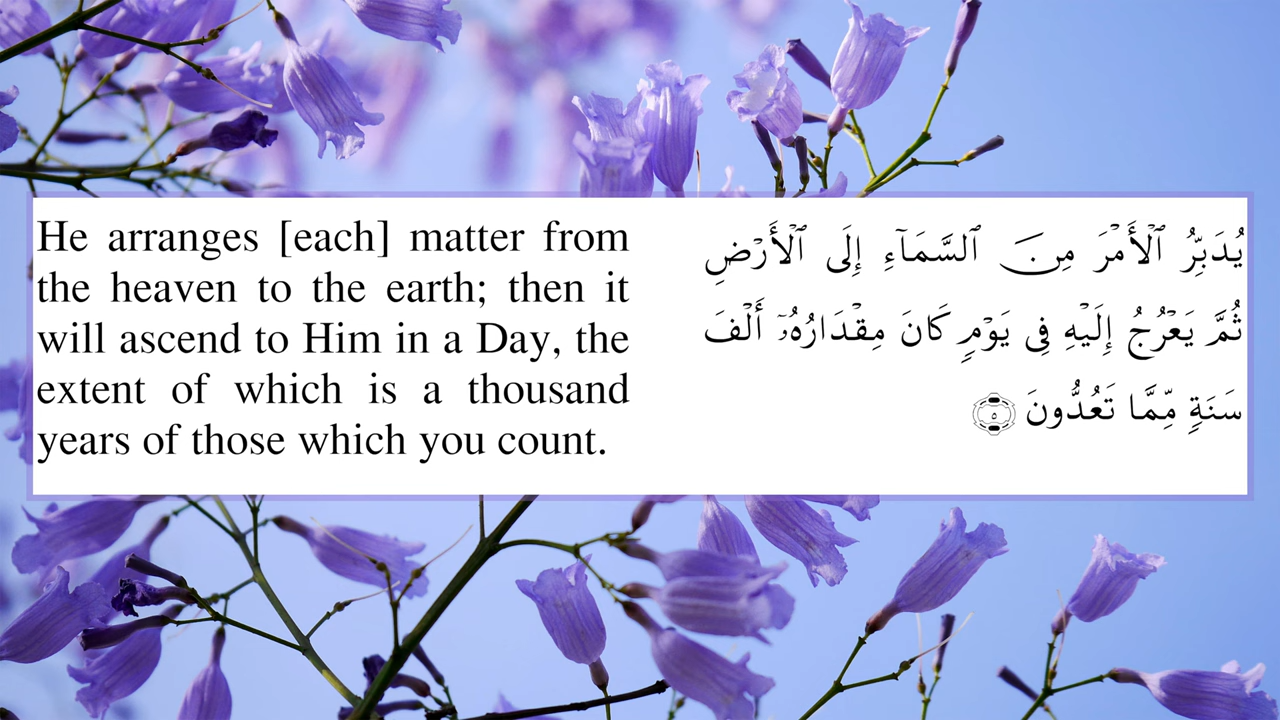 He arranges [each] matter from
the heaven to the earth; then it
will ascend to Him in a Day, the
extent of which is a thousand
years of those which you count.
يُدَبِّرُ ٱلْأَمْرَ مِنَ ٱلسَّمَآءِ إِلَى ٱلْأَرْضِ
ثُمَّ يَعْرُجُ إِلَيْهِ فِى يَوْمٍ كَانَ مِقْدَارُهُۥٓ أَلْفَ
سَنَةٍ مِّمَّا تَعُدُّونَ ٥